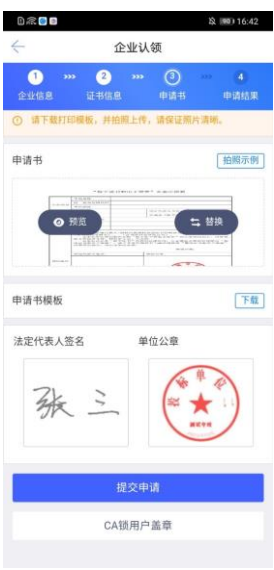 16:42
企业认领
1 2 3 4
企业信息 证书信息 申请书 申请结果
请下载打印模板，并拍照上传，请保证照片清晰。
申请书 拍照示例
预览 替换
申请书模板 下载
法定代表人签名 单位公章
张三
投标单位
提交申请
CA锁用户盖章